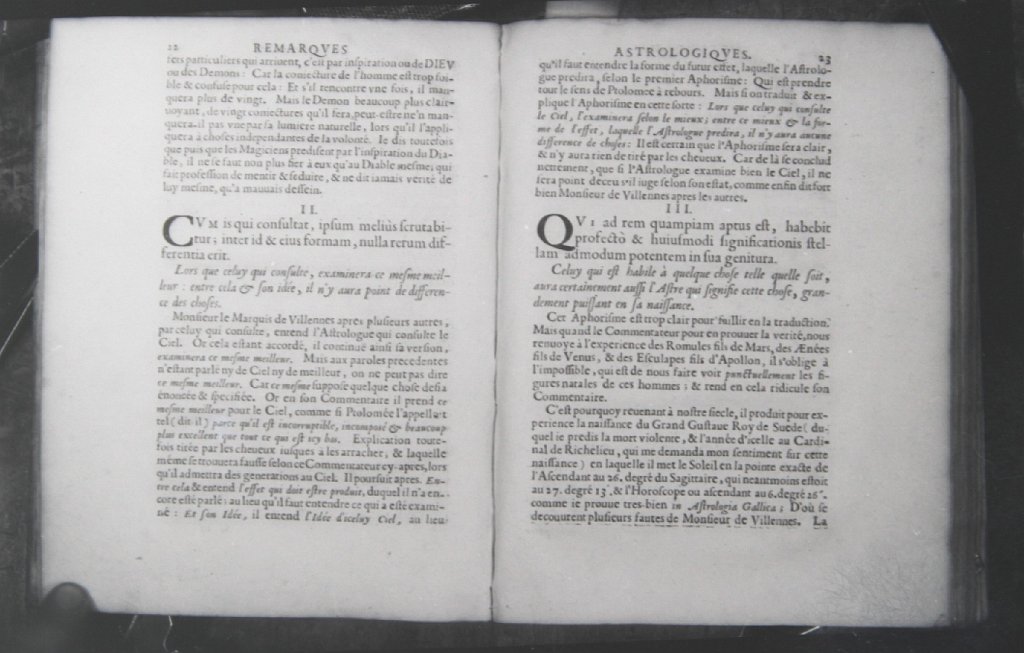 22 REMARQVES
ters particuliers qui arriuent, c'est par inspiration ou de DIEV
ou des Demons: Car la coniecture de l'homme est trop foi-
ble & confuse pour cela: Et s'il rencontre vne fois, il man-
quera plus de vingt. Mais le Demon beaucoup plus clair-
uoyant, de vingt coniectures qu'il fera, peut-estre n'en man-
quera-il pas vne par sa lumiere naturelle, lors qu'il l'appli-
quera à choses independantes de la volonté. Ie dis toutefois
que puis que les Magiciens predisent par l'inspiration du Dia-
ble, il ne se faut non plus fier à eux qu'au Diable mesme, qui
fait profession de mentir & seduire, & ne dit iamais verité de
luy mesme, qu'à mauuais dessein.
II.
CVM is qui consultat, ipsum meliùs scrutabi-
tur; inter id & eius formam, nulla rerum dif-
ferentia erit.
Lors que celuy qui consulte, examinera ce mesme meil-
leur: entre cela & son idée, il n'y aura point de differen-
ce des choses.
Monsieur le Marquis de Villennes apres plusieurs autres,
par celuy qui consulte, entend l'Astrologue qui consulte le
Ciel. Or cela estant accordé, il continuë ainsi sa version,
examinera ce mesme meilleur. Mais aux paroles precedentes
n'estant parlé ny de Ciel ny de meilleur, on ne peut pas dire
ce mesme meilleur. Car ce mesme suppose quelque chose desia
énoncée & specifiée. Or en son Commentaire il prend ce
mesme meilleur pour le Ciel, comme si Ptolomée l'appellait
tel (dit-il) parce qu'il est incorruptible, incomposé & beaucoup
plus excellent que tout ce qui est icy bas. Explication toute-
fois tirée par les cheueux iusques à les arracher, & laquelle
méme se trouuera fausse selon ce Commentateur cy-apres, lors
qu'il admettra des generations au Ciel. Il poursuit apres. En-
tre cela & entend l'effet qui doit estre produit, duquel il n'a en-
core esté parlé: au lieu qu'il faut entendre ce qui a esté exami-
né: Et son Idée, il entend l'Idée d'iceluy Ciel, au lieu
ASTROLOGIQVES. 23
qu'il faut entendre la forme du futur effet, laquelle l'Astrolo-
gue predira, selon le premier Aphorisme: Qui est prendre
tout le sens de Ptolomée à rebours. Mais si on traduit & ex-
plique l'Aphorisme en cette sorte: Lors que celuy qui consulte
le Ciel, l'examinera selon le mieux; entre ce mieux & la for-
me de l'effet, laquelle l'Astrologue predira, il n'y aura aucune
difference de choses: Il est certain que l'Aphorisme sera clair,
& n'y aura rien de tiré par les cheueux. Car de là se conclud
nettement, que si l'Astrologue examine bien le Ciel, il ne
sera point deceu s'il iuge selon son estat, comme enfin dit fort
bien Monsieur de Villennes apres les autres.
III.
QVI ad rem quampiam aptus est, habebit
profectò & huiusmodi significationis stel-
lam admodum potentem in sua genitura.
Celuy qui est habile à quelque chose telle quelle soit,
aura certainement aussi l'Astre qui signifie cette chose, gran-
dement puissant en sa naissance.
Cet Aphorisme est trop clair pour faillir en la traduction.
Mais quand le Commentateur pour en prouuer la verité, nous
renuoye à l'experience des Romules fils de Mars, des Ænées
fils de Venus, & des Esculapes fils d'Apollon, il s'oblige à
l'impossible, qui est de nous faire voir punctuellement les fi-
gures natales de ces hommes; & rend en cela ridicule son
Commentaire.
C'est pourquoy reuenant à nostre siecle, il produit pour ex-
perience la naissance du Grand Gustaue Roy de Suede (du-
quel ie predis la mort violente, & l'année d'icelle au Cardi-
nal de Richelieu, qui me demanda mon sentiment sur cette
naissance) en laquelle il met le Soleil en la pointe exacte de
l'Ascendant au 26. degré du Sagittaire, qui neantmoins estoit
au 27. degré 13'. & l'Horoscope ou ascendant au 6. degré 26'.
comme ie prouue tres-bien in Astrologia Gallica; D'où se
découurent plusieurs fautes de Monsieur de Villennes. La